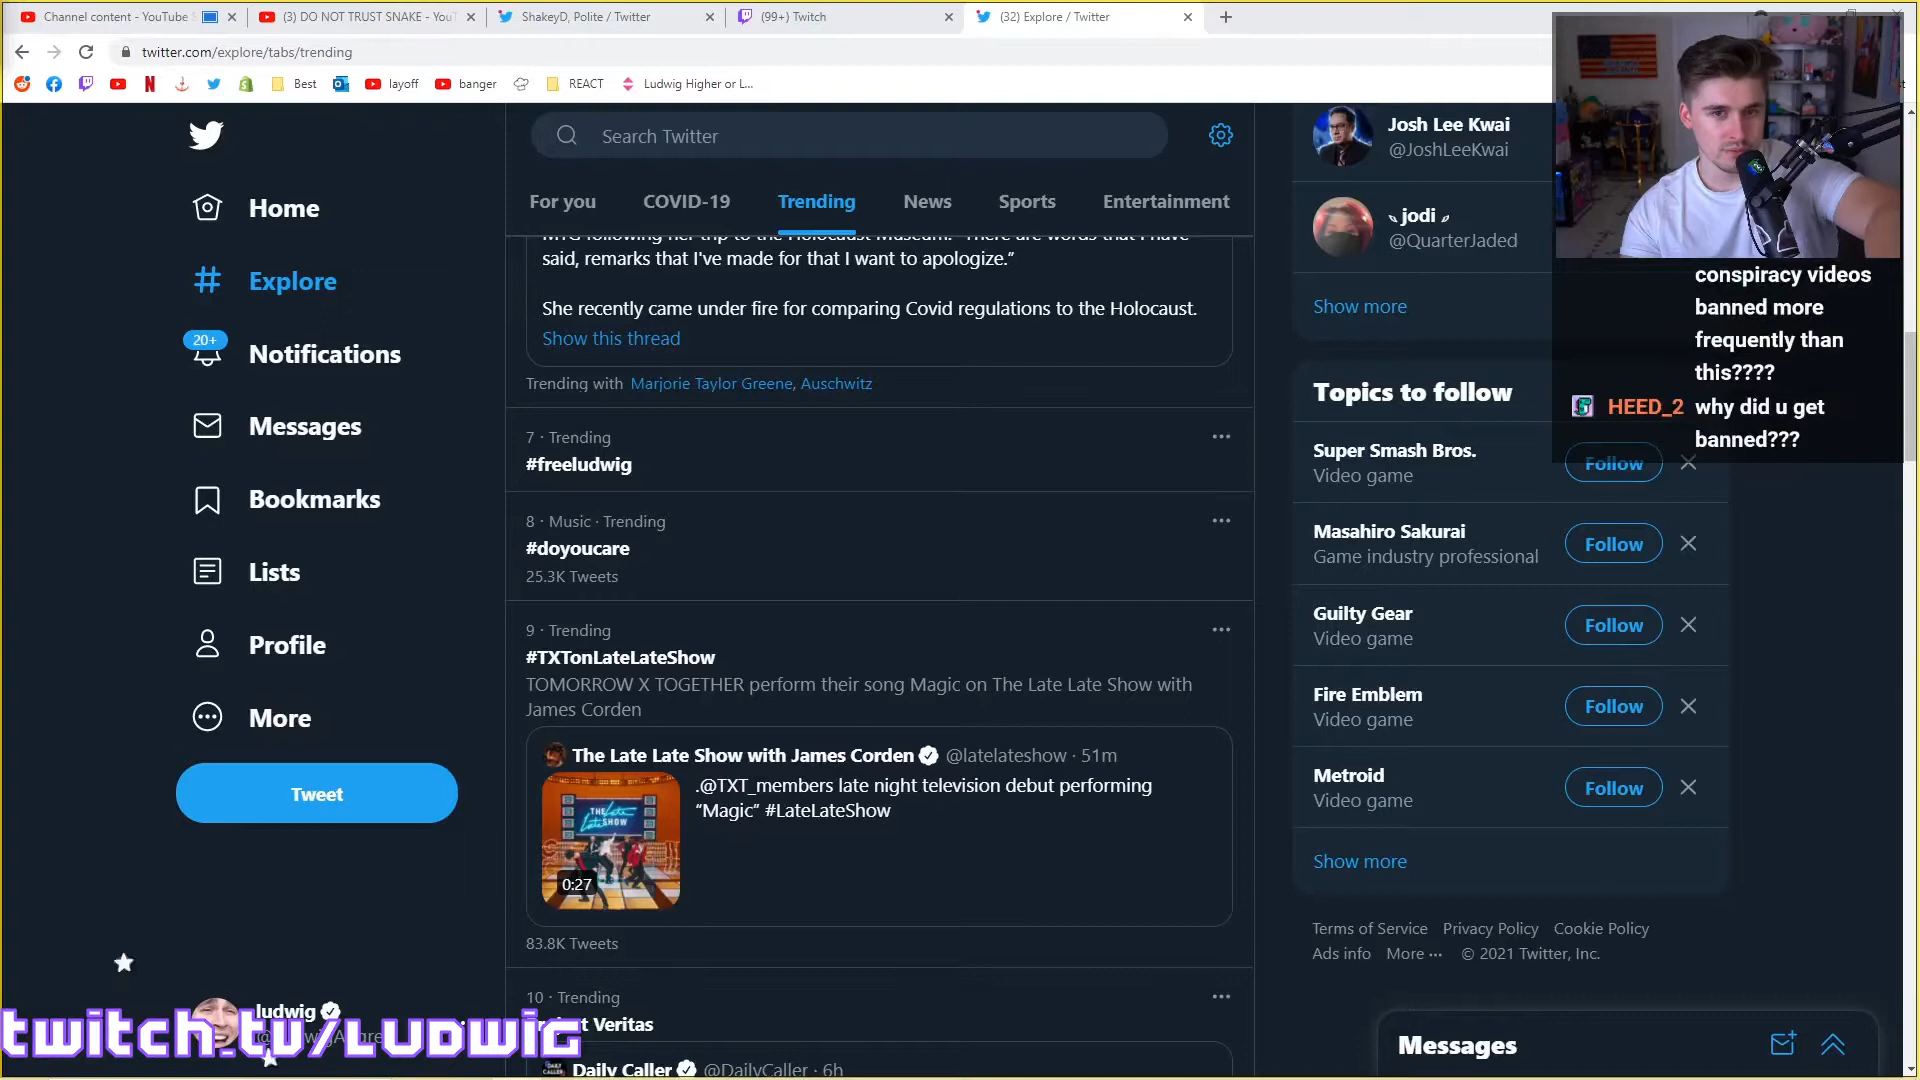 Channel content - YouTube
(3) DO NOT TRUST SNAKE - YouT
ShakeyD, Polite / Twitter
(99+) Twitch
(32) Explore / Twitter
twitter.com/explore/tabs/trending
Best
layoff
banger
REACT
Ludwig Higher or L...
Search Twitter
For you
COVID-19
Trending
News
Sports
Entertainment
Home
Explore
20+
Notifications
Messages
Bookmarks
Lists
Profile
More
Tweet
ludwig
said, remarks that I've made for that I want to apologize.”
She recently came under fire for comparing Covid regulations to the Holocaust.
Show this thread
Trending with Marjorie Taylor Greene, Auschwitz
7 · Trending
#freeludwig
8 · Music · Trending
#doyoucare
25.3K Tweets
9 · Trending
#TXTonLateLateShow
TOMORROW X TOGETHER perform their song Magic on The Late Late Show with
James Corden
The Late Late Show with James Corden @latelateshow · 51m
.@TXT_members late night television debut performing
“Magic” #LateLateShow
THE Late Late SHOW
0:27
83.8K Tweets
10 · Trending
Veritas
DAILY CALLER
Daily Caller @DailyCaller · 6h
Josh Lee Kwai
@JoshLeeKwai
jodi
@QuarterJaded
Show more
conspiracy videos
banned more
frequently than
this????
HEED_2 why did u get
banned???
Topics to follow
Super Smash Bros.
Video game
Follow
Masahiro Sakurai
Game industry professional
Follow
Guilty Gear
Video game
Follow
Fire Emblem
Video game
Follow
Metroid
Video game
Follow
Show more
Terms of Service Privacy Policy Cookie Policy
Ads info More ··· © 2021 Twitter, Inc.
Messages
twitch.tv/LUDWIG